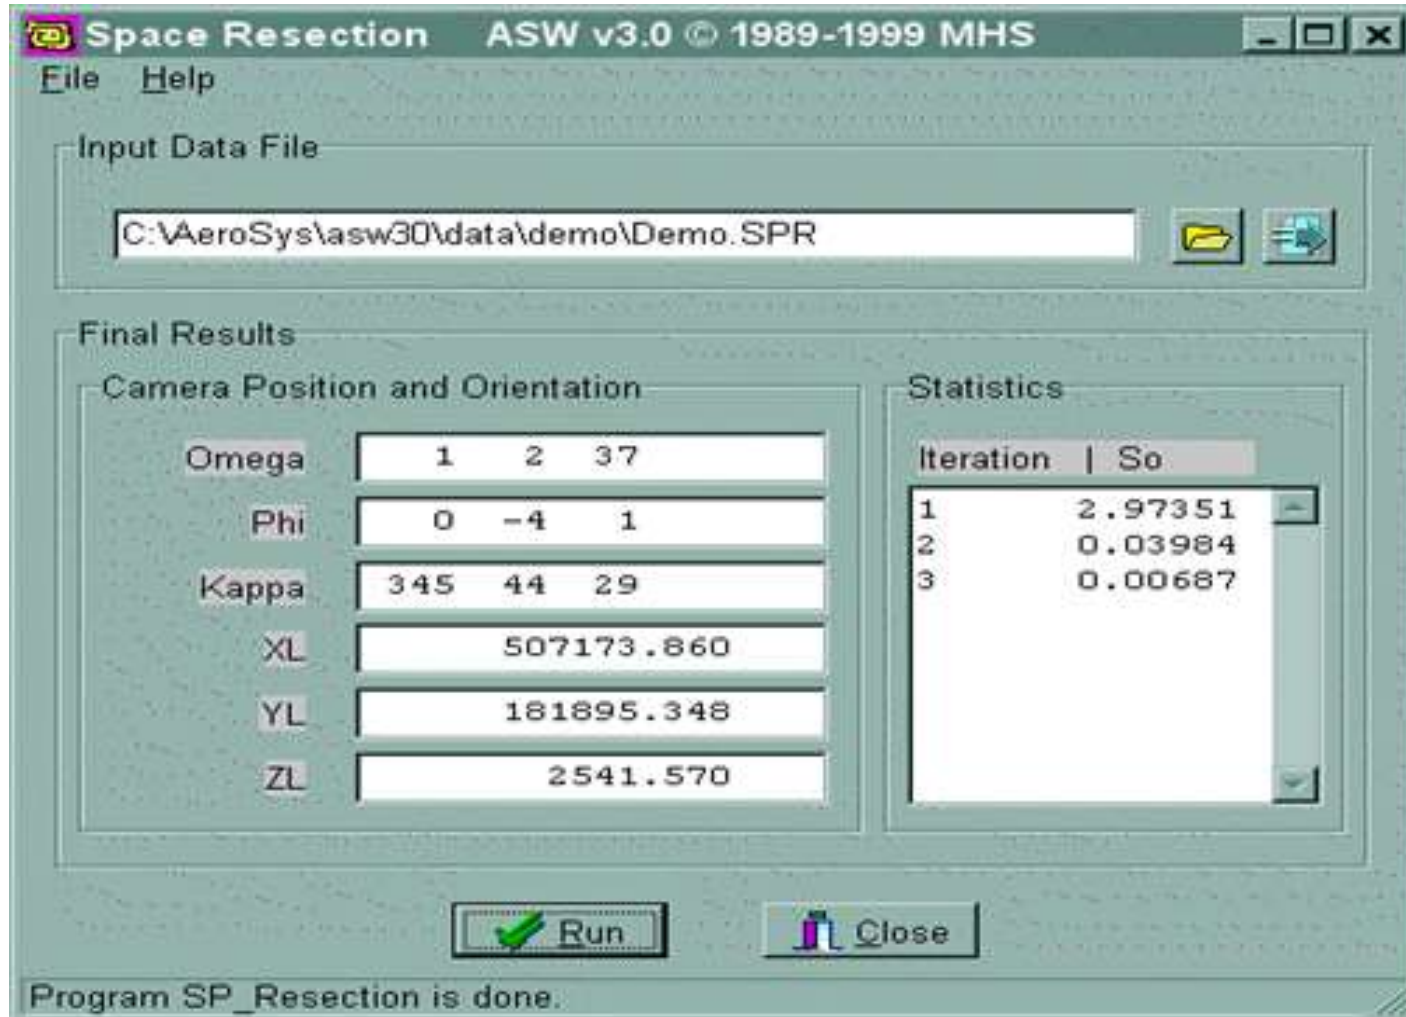 Space Resection ASW v3.0 © 1989-1999 MHS
File Help
Input Data File
C:\AeroSys\asw30\data\demo\Demo.SPR
Final Results
Camera Position and Orientation
Omega 1 2 37
Phi 0 -4 1
Kappa 345 44 29
XL 507173.860
YL 181895.348
ZL 2541.570
Statistics
Iteration | So
1 2.97351
2 0.03984
3 0.00687
Run
Close
Program SP_Resection is done.